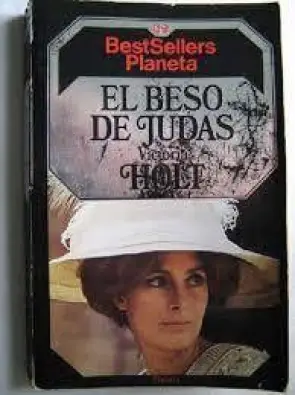 BestSellers
Planeta
EL BESO
DE JUDAS
Victoria
HOLT